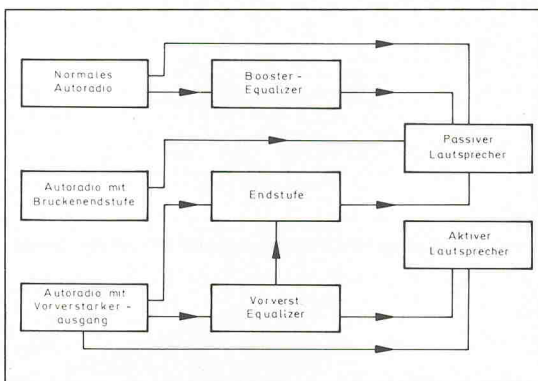 Normales
Autoradio
Booster-
Equalizer
Passiver
Lautsprecher
Autoradio mit
Bruckenendstufe
Endstufe
Aktiver
Lautsprecher
Autoradio mit
Vorverstarker-
ausgang
Vorverst.
Equalizer